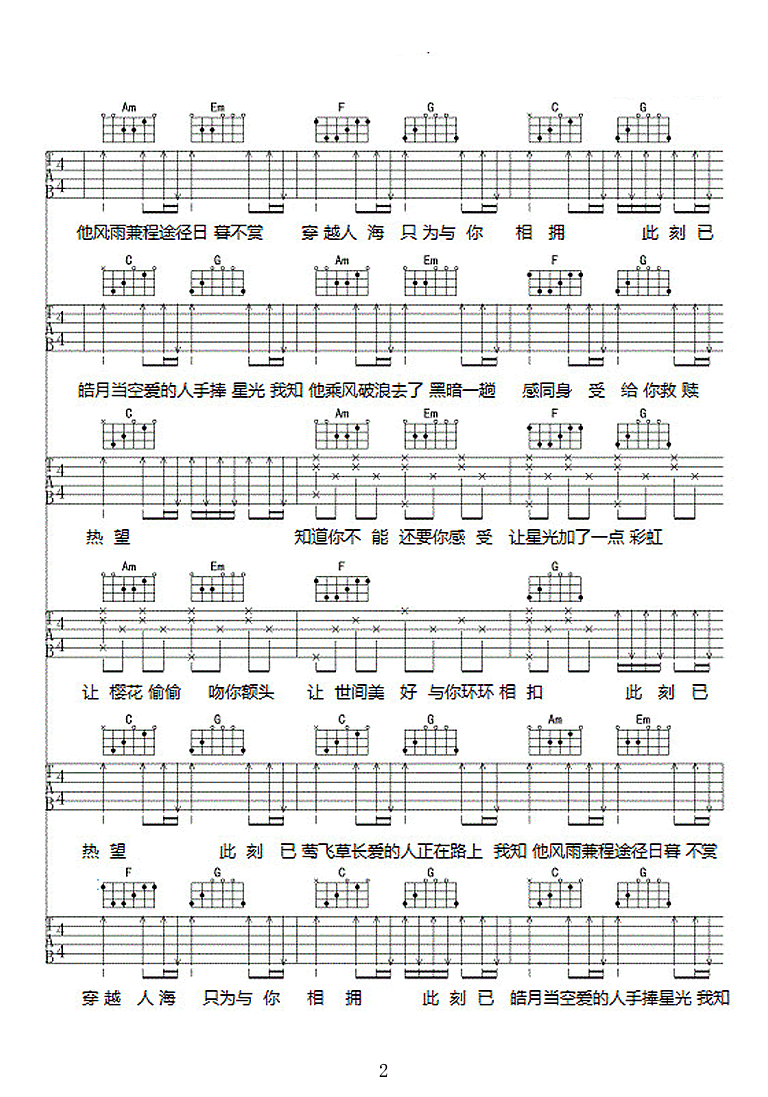 Am Em F G C G
T A B 4 4
他风雨兼程途径日 暮不赏 穿 越人 海 只 为与 你 相 拥 此 刻 已
C G Am Em F G
T A B 4 4
皓月当空爱的人手捧 星光 我知 他乘风破浪去了 黑暗一趟 感同身 受 给 你救 赎
C Am Em F G
T A B 4 4
热 望 知道你不 能 还要你感 受 让星光加了一点 彩虹
Am Em F G
T A B 4 4
让 樱花 偷偷 吻你额头 让 世间美 好 与你环环 相 扣 此 刻 已
C G C G Am Em
T A B 4 4
热 望 此 刻 已 莺飞草长爱的人正在路上 我知 他风雨兼程途径日暮 不赏
F G C G C G
T A B 4 4
穿 越 人 海 只为与 你 相 拥 此 刻 已 皓月当空爱的人手捧星光 我知
2